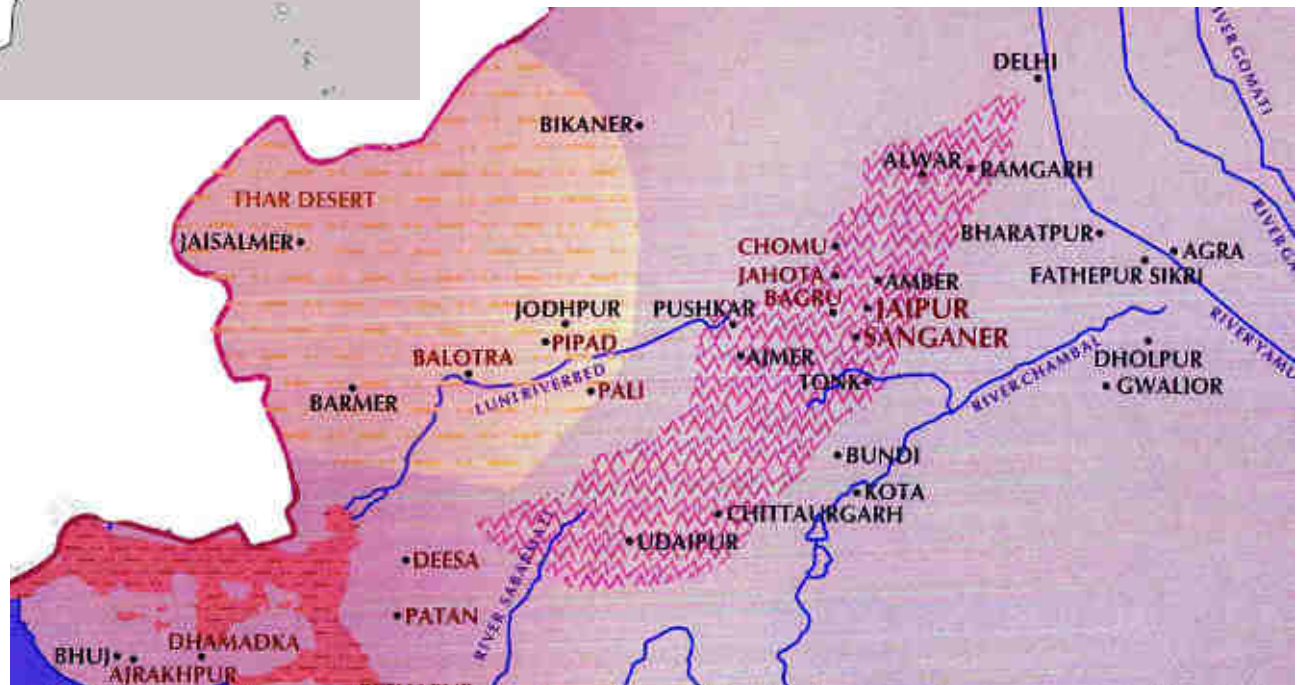 RIVER GOMATI
DELHI
BIKANER
ALWAR
RAMGARH
THAR DESERT
JAISALMER
CHOMU
BHARATPUR
AGRA
FATHEPUR SIKRI
JAHOTA
AMBER
BAGRU
JODHPUR
PUSHKAR
JAIPUR
PIPAD
SANGANER
BALOTRA
AJMER
DHOLPUR
RIVER CHAMBAL
TONK
GWALIOR
BARMER
LUNI RIVERBED
PALI
BUNDI
KOTA
CHITTAURGARH
UDAIPUR
RIVER SABARMATI
DEESA
PATAN
DHAMADKA
BHUJ
AJRAKHPUR